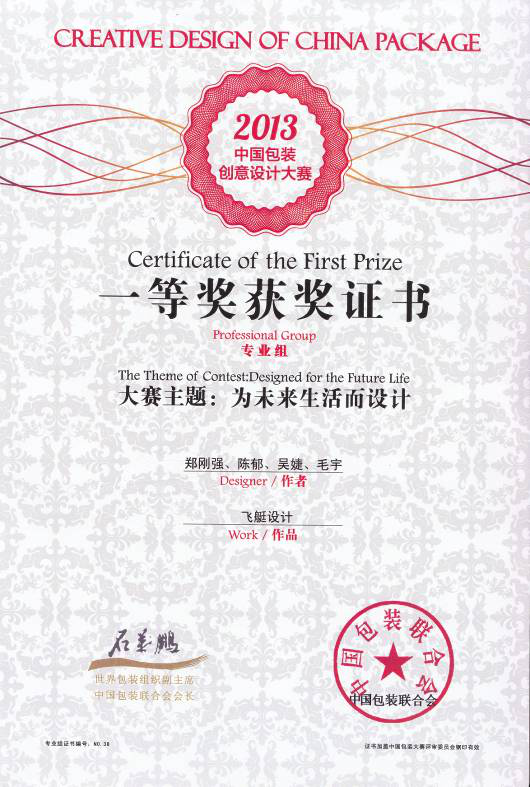 CREATIVE DESIGN OF CHINA PACKAGE
2013
中国包装
创意设计大赛
Certificate of the First Prize
一等奖获奖证书
Professional Group
专业组
The Theme of Contest:Designed for the Future Life
大赛主题：为未来生活而设计
郑刚强、陈郁、吴婕、毛宇
Designer / 作者
飞艇设计
Work / 作品
石万鹏
世界包装组织副主席
中国包装联合会会长
中国包装联合会
中国包装联合会
专业组证书编号：NO.38
证书加盖中国包装大赛评审委员会钢印有效